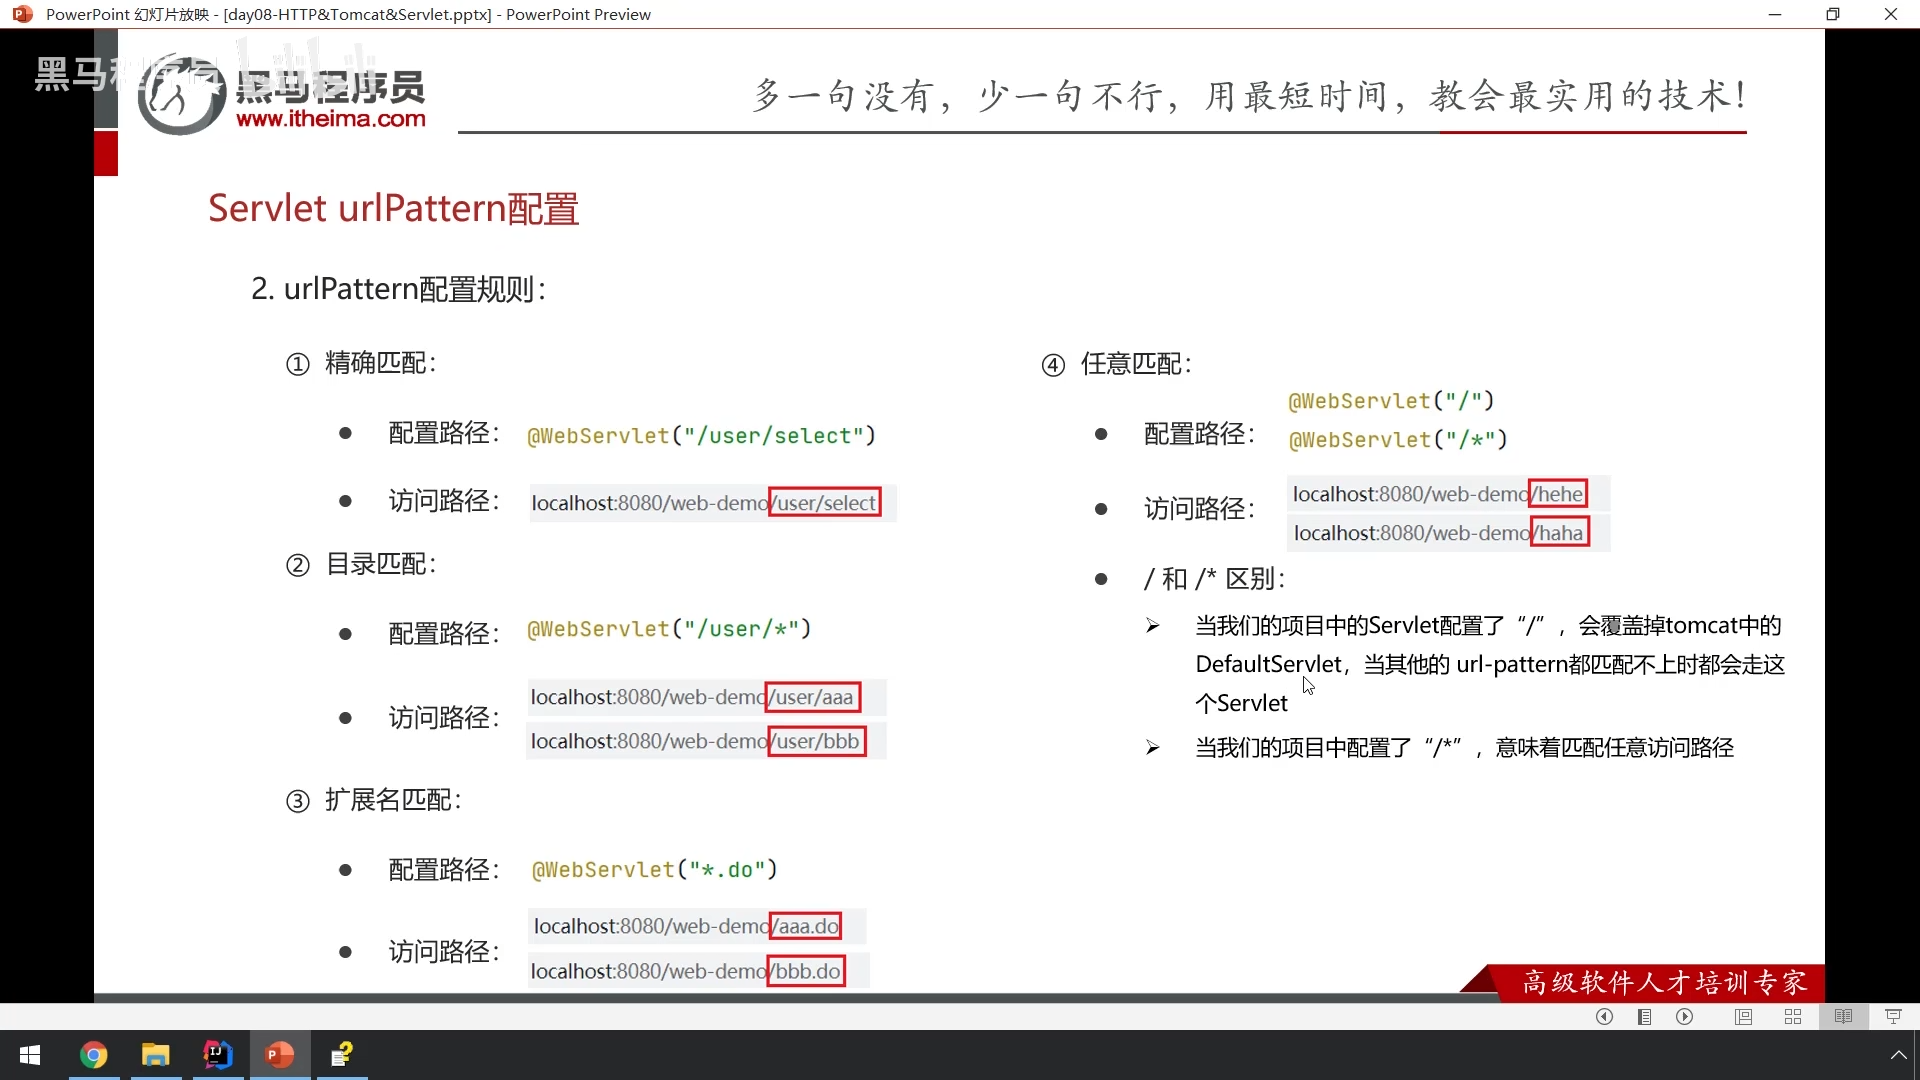 PowerPoint 幻灯片放映 - [day08-HTTP&Tomcat&Servlet.pptx] - PowerPoint Preview
黑马程序员
www.itheima.com
多一句没有，少一句不行，用最短时间，教会最实用的技术！
Servlet urlPattern配置
2. urlPattern配置规则：
① 精确匹配：
● 配置路径： @WebServlet("/user/select")
● 访问路径： localhost:8080/web-demo/user/select
② 目录匹配：
● 配置路径： @WebServlet("/user/*")
● 访问路径：
localhost:8080/web-demo/user/aaa
localhost:8080/web-demo/user/bbb
③ 扩展名匹配：
● 配置路径： @WebServlet("*.do")
● 访问路径：
localhost:8080/web-demo/aaa.do
localhost:8080/web-demo/bbb.do
④ 任意匹配：
● 配置路径：
@WebServlet("/")
@WebServlet("/*")
● 访问路径：
localhost:8080/web-demo/hehe
localhost:8080/web-demo/haha
● / 和 /* 区别：
➢ 当我们的项目中的Servlet配置了“/”，会覆盖掉tomcat中的
DefaultServlet，当其他的 url-pattern都匹配不上时都会走这
个Servlet
➢ 当我们的项目中配置了“/*”，意味着匹配任意访问路径
高级软件人才培训专家